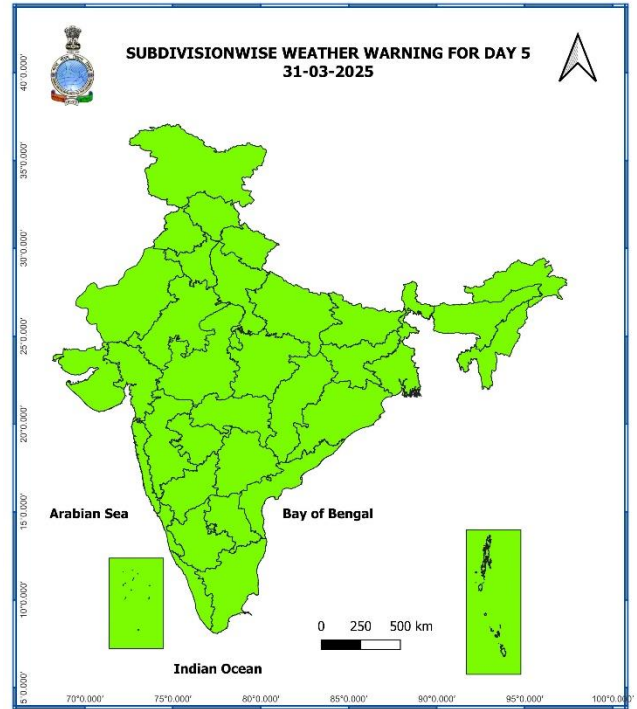 SUBDIVISIONWISE WEATHER WARNING FOR DAY 5
31-03-2025
40°0.000'
35°0.000'
30°0.000'
25°0.000'
20°0.000'
15°0.000'
10°0.000'
5°0.000'
Arabian Sea
Bay of Bengal
0 250 500 km
Indian Ocean
70°0.000' 75°0.000' 80°0.000' 85°0.000' 90°0.000' 95°0.000' 100°0.000'